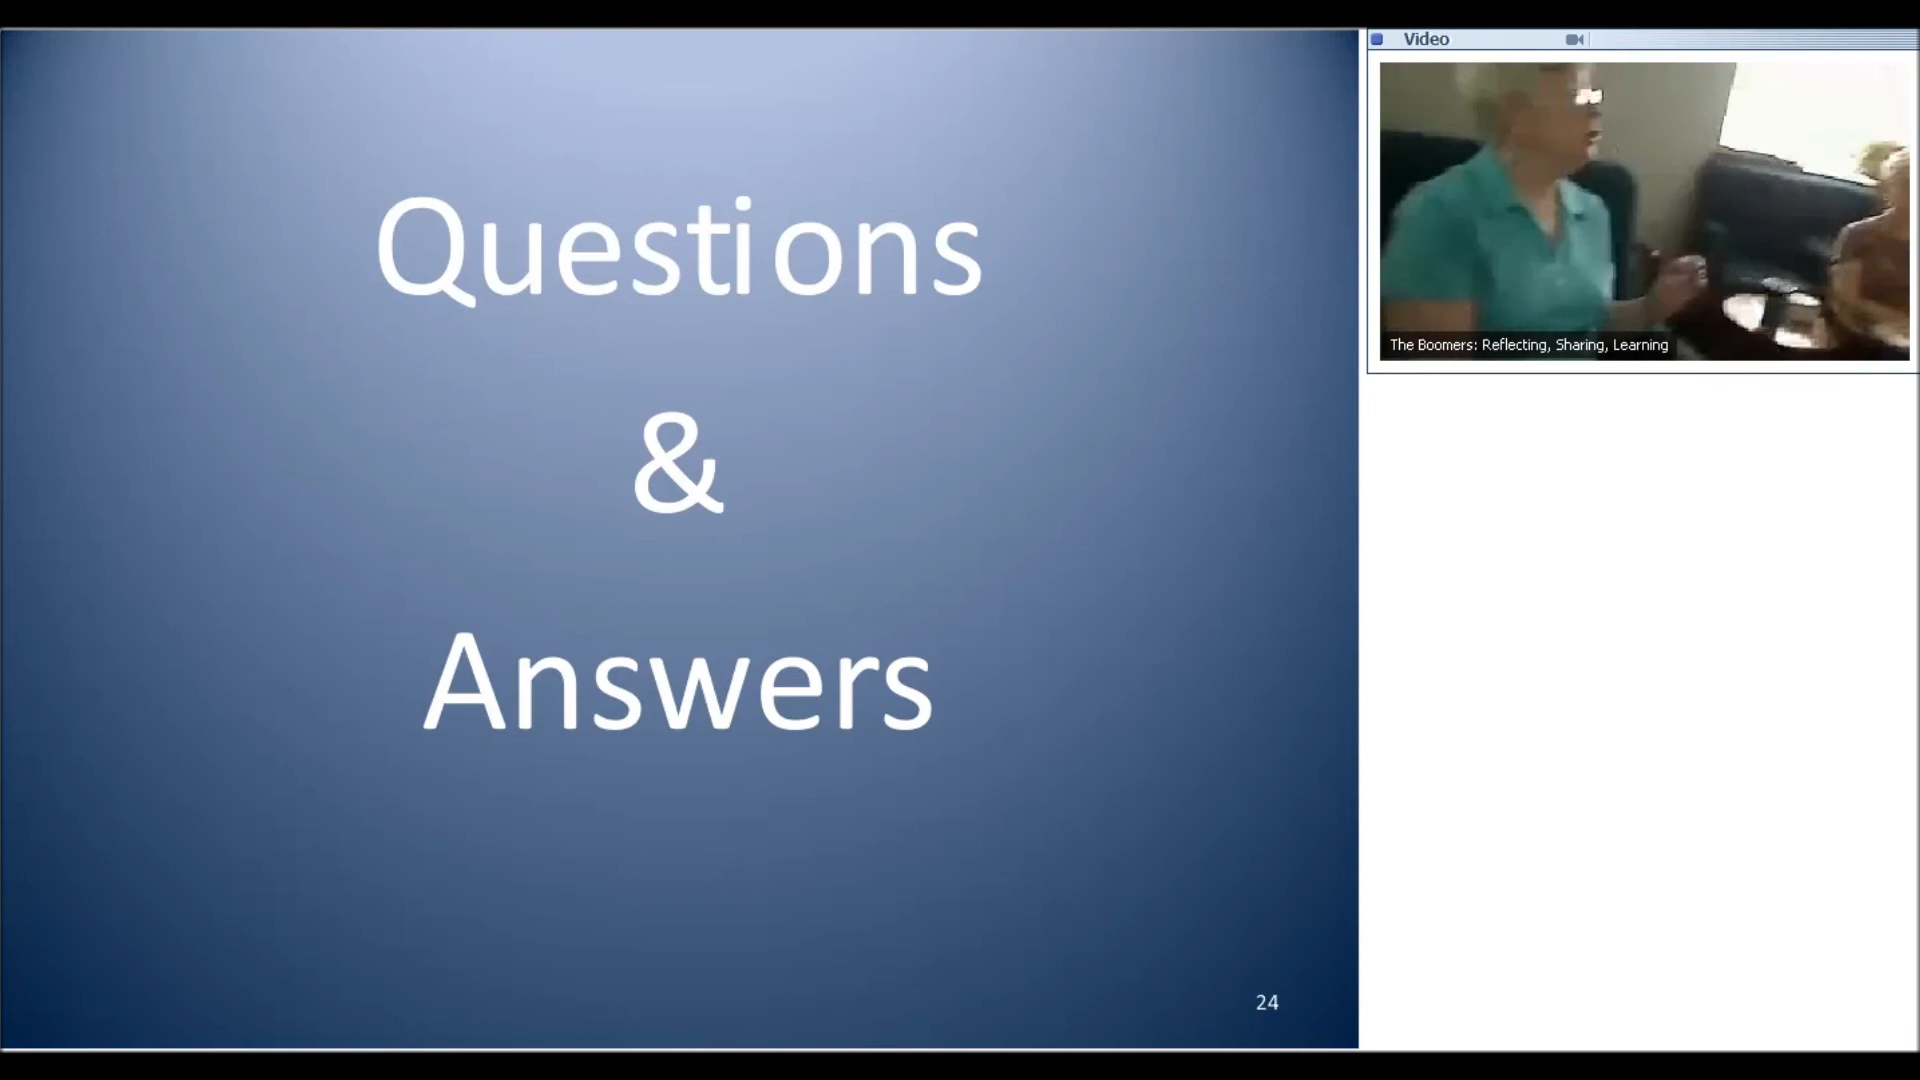 Questions
&
Answers
24
Video
The Boomers: Reflecting, Sharing, Learning